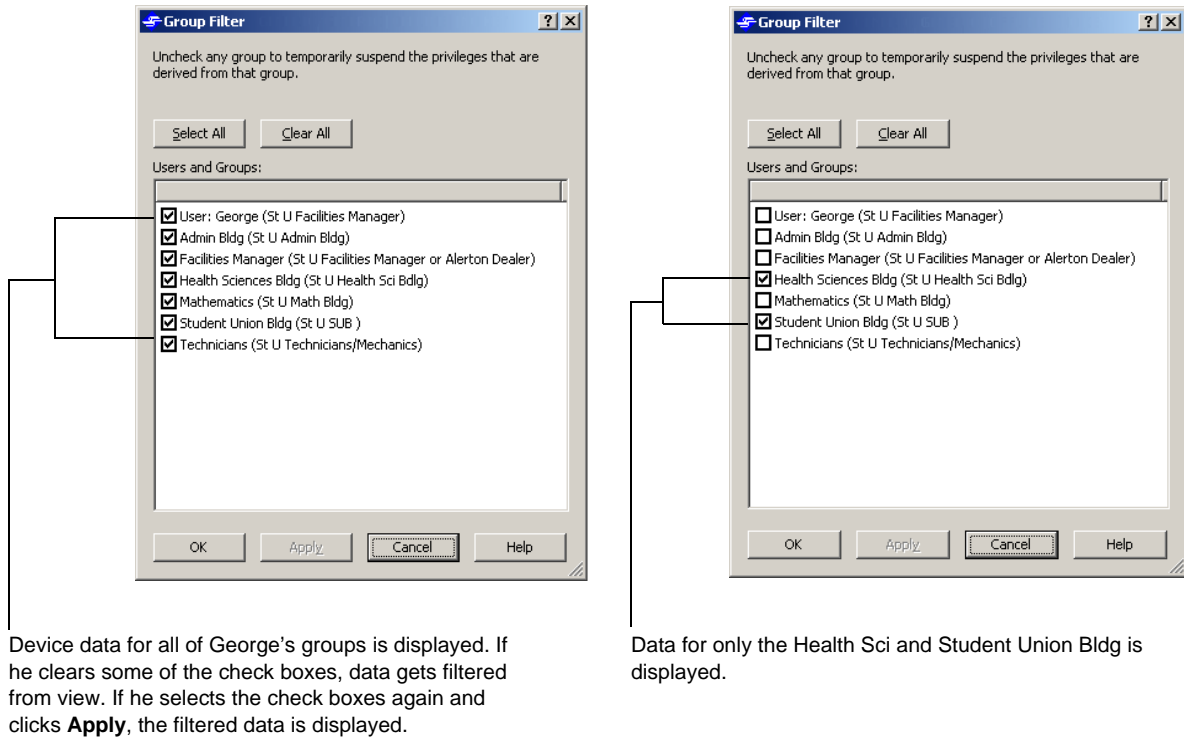 Group Filter
Uncheck any group to temporarily suspend the privileges that are
derived from that group.
Select All
Clear All
Users and Groups:
User: George (St U Facilities Manager)
Admin Bldg (St U Admin Bldg)
Facilities Manager (St U Facilities Manager or Alerton Dealer)
Health Sciences Bldg (St U Health Sci Bdlg)
Mathematics (St U Math Bldg)
Student Union Bldg (St U SUB )
Technicians (St U Technicians/Mechanics)
OK
Apply
Cancel
Help
Device data for all of George’s groups is displayed. If
he clears some of the check boxes, data gets filtered
from view. If he selects the check boxes again and
clicks Apply, the filtered data is displayed.
Group Filter
Uncheck any group to temporarily suspend the privileges that are
derived from that group.
Select All
Clear All
Users and Groups:
User: George (St U Facilities Manager)
Admin Bldg (St U Admin Bldg)
Facilities Manager (St U Facilities Manager or Alerton Dealer)
Health Sciences Bldg (St U Health Sci Bdlg)
Mathematics (St U Math Bldg)
Student Union Bldg (St U SUB )
Technicians (St U Technicians/Mechanics)
OK
Apply
Cancel
Help
Data for only the Health Sci and Student Union Bldg is
displayed.